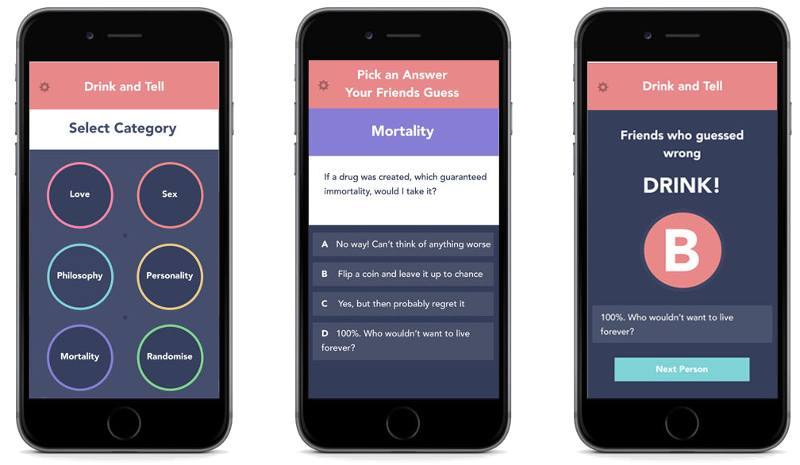 Drink and Tell
Select Category
Love
Sex
Philosophy
Personality
Mortality
Randomise
Pick an Answer
Your Friends Guess
Mortality
If a drug was created, which guaranteed
immortality, would I take it?
A No way! Can't think of anything worse
B Flip a coin and leave it up to chance
C Yes, but then probably regret it
D 100%. Who wouldn't want to live
forever?
Drink and Tell
Friends who guessed
wrong
DRINK!
B
100%. Who wouldn't want to live
forever?
Next Person